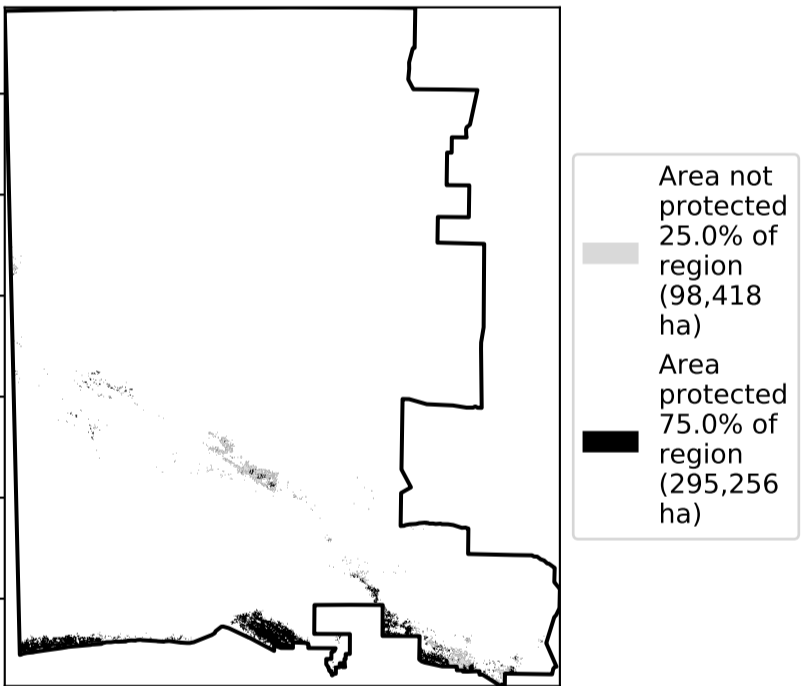 Area not
protected
25.0% of
region
(98,418
ha)
Area
protected
75.0% of
region
(295,256
ha)